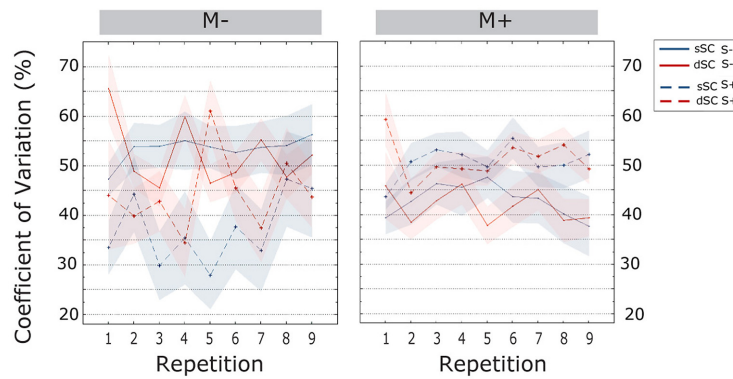 M-
M+
sSC S-
dSC S-
sSC S+
dSC S+
Coefficient of Variation (%)
70
60
50
40
30
20
70
60
50
40
30
20
1 2 3 4 5 6 7 8 9
1 2 3 4 5 6 7 8 9
Repetition
Repetition